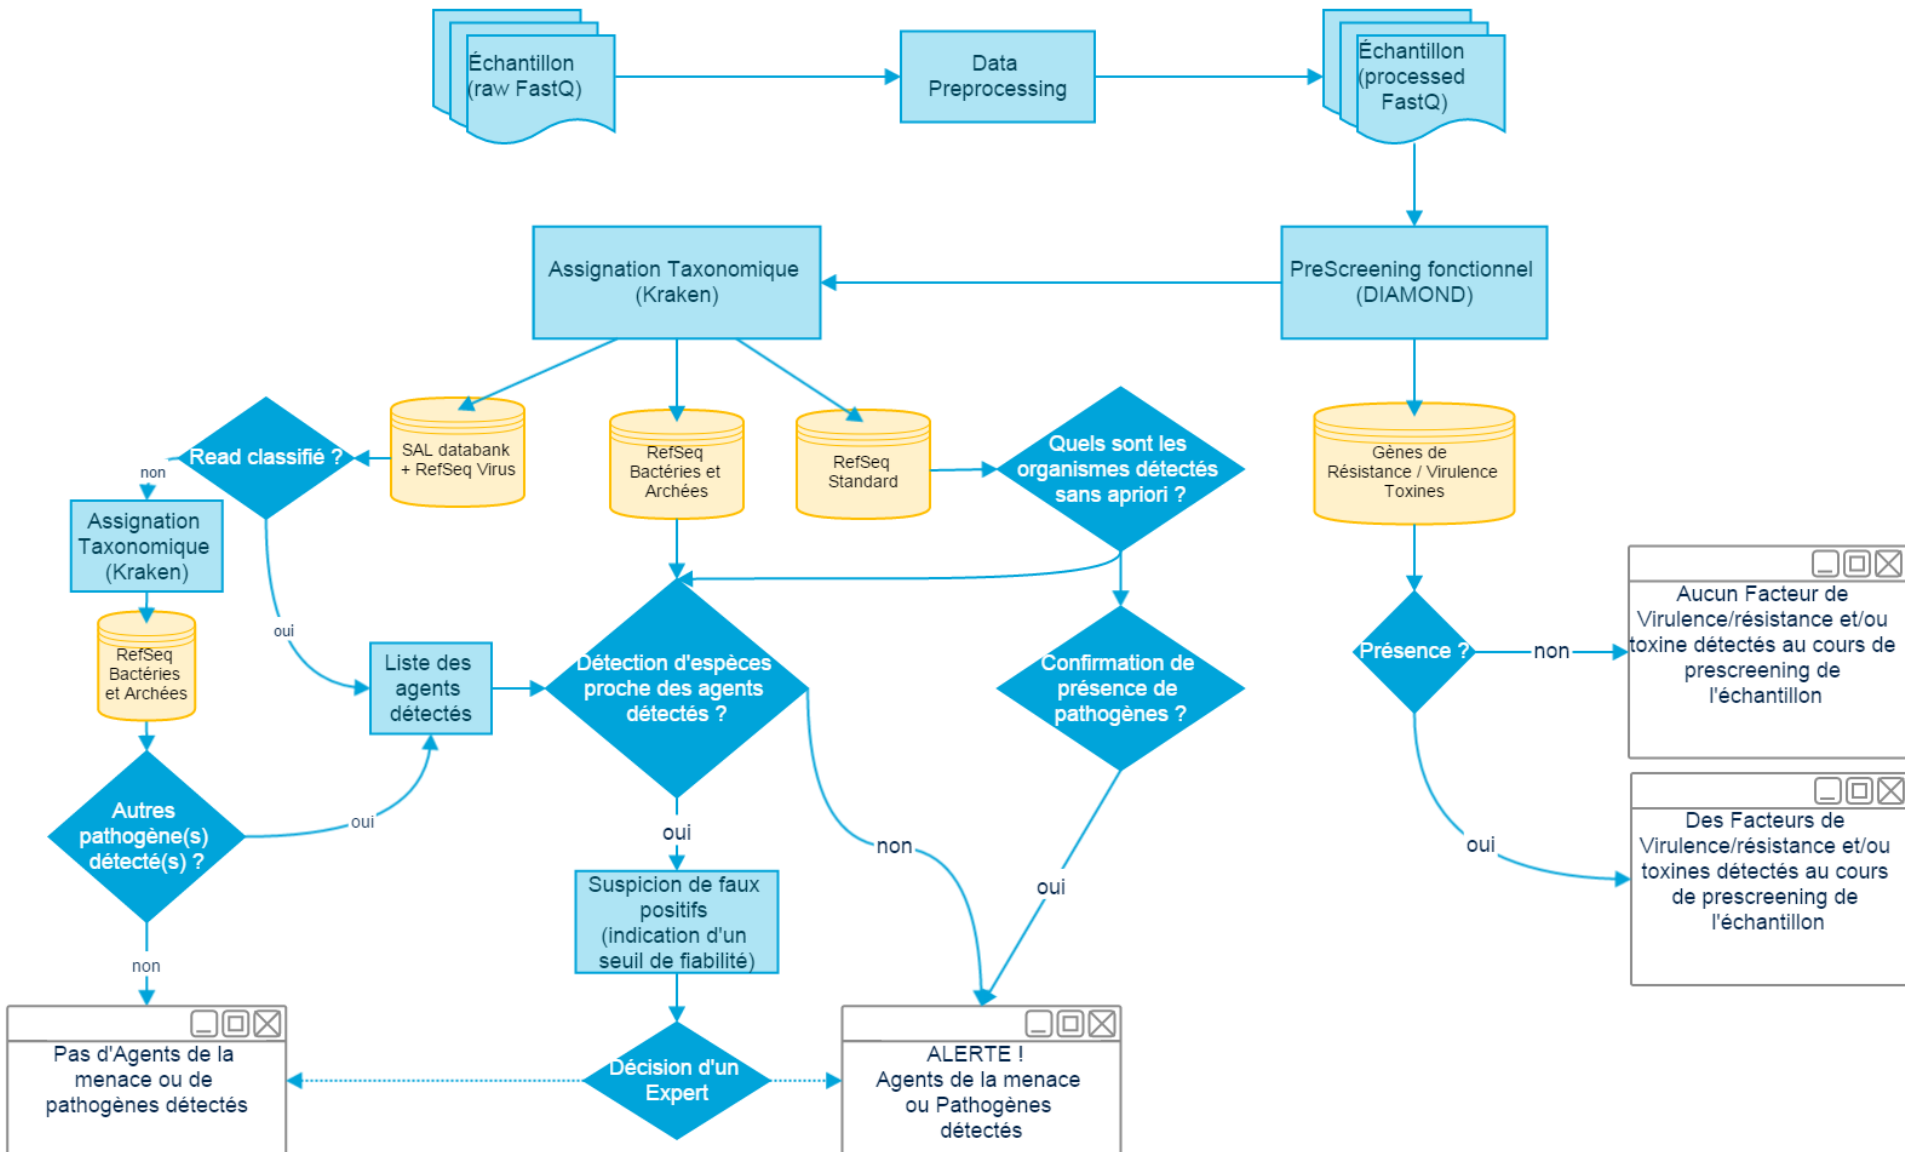 Échantillon
(raw FastQ)
Data
Preprocessing
Échantillon
(processed
FastQ)
Assignation Taxonomique
(Kraken)
PreScreening fonctionnel
(DIAMOND)
Read classifié ?
SAL databank
+ RefSeq Virus
RefSeq
Bactéries et
Archées
RefSeq
Standard
Quels sont les
organismes détectés
sans apriori ?
Gènes de
Résistance / Virulence
Toxines
non
Assignation
Taxonomique
(Kraken)
oui
RefSeq
Bactéries
et Archées
Liste des
agents
détectés
Détection d'espèces
proche des agents
détectés ?
Confirmation de
présence de
pathogènes ?
Présence ?
non
Aucun Facteur de
Virulence/résistance et/ou
toxine détectés au cours de
prescreening de
l'échantillon
Autres
pathogène(s)
détecté(s) ?
oui
oui
non
oui
oui
Des Facteurs de
Virulence/résistance et/ou
toxines détectés au cours
de prescreening de
l'échantillon
Suspicion de faux
positifs
(indication d'un
seuil de fiabilité)
non
Pas d'Agents de la
menace ou de
pathogènes détectés
Décision d'un
Expert
ALERTE !
Agents de la menace
ou Pathogènes
détectés